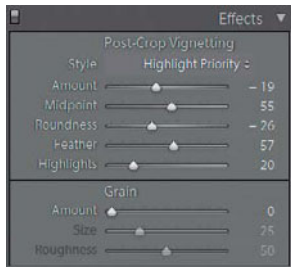 Effects
Post-Crop Vignetting
Style Highlight Priority
Amount – 19
Midpoint 55
Roundness – 26
Feather 57
Highlights 20
Grain
Amount 0
Size 25
Roughness 50